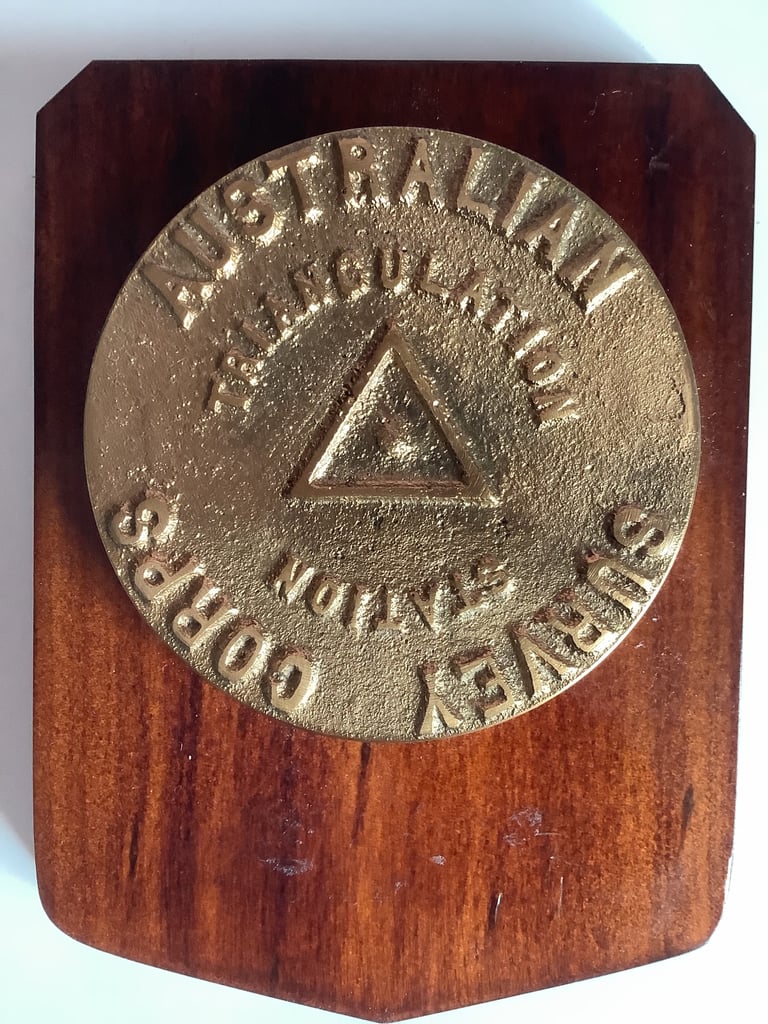 AUSTRALIAN
SURVEY CORPS
TRIANGULATION
STATION